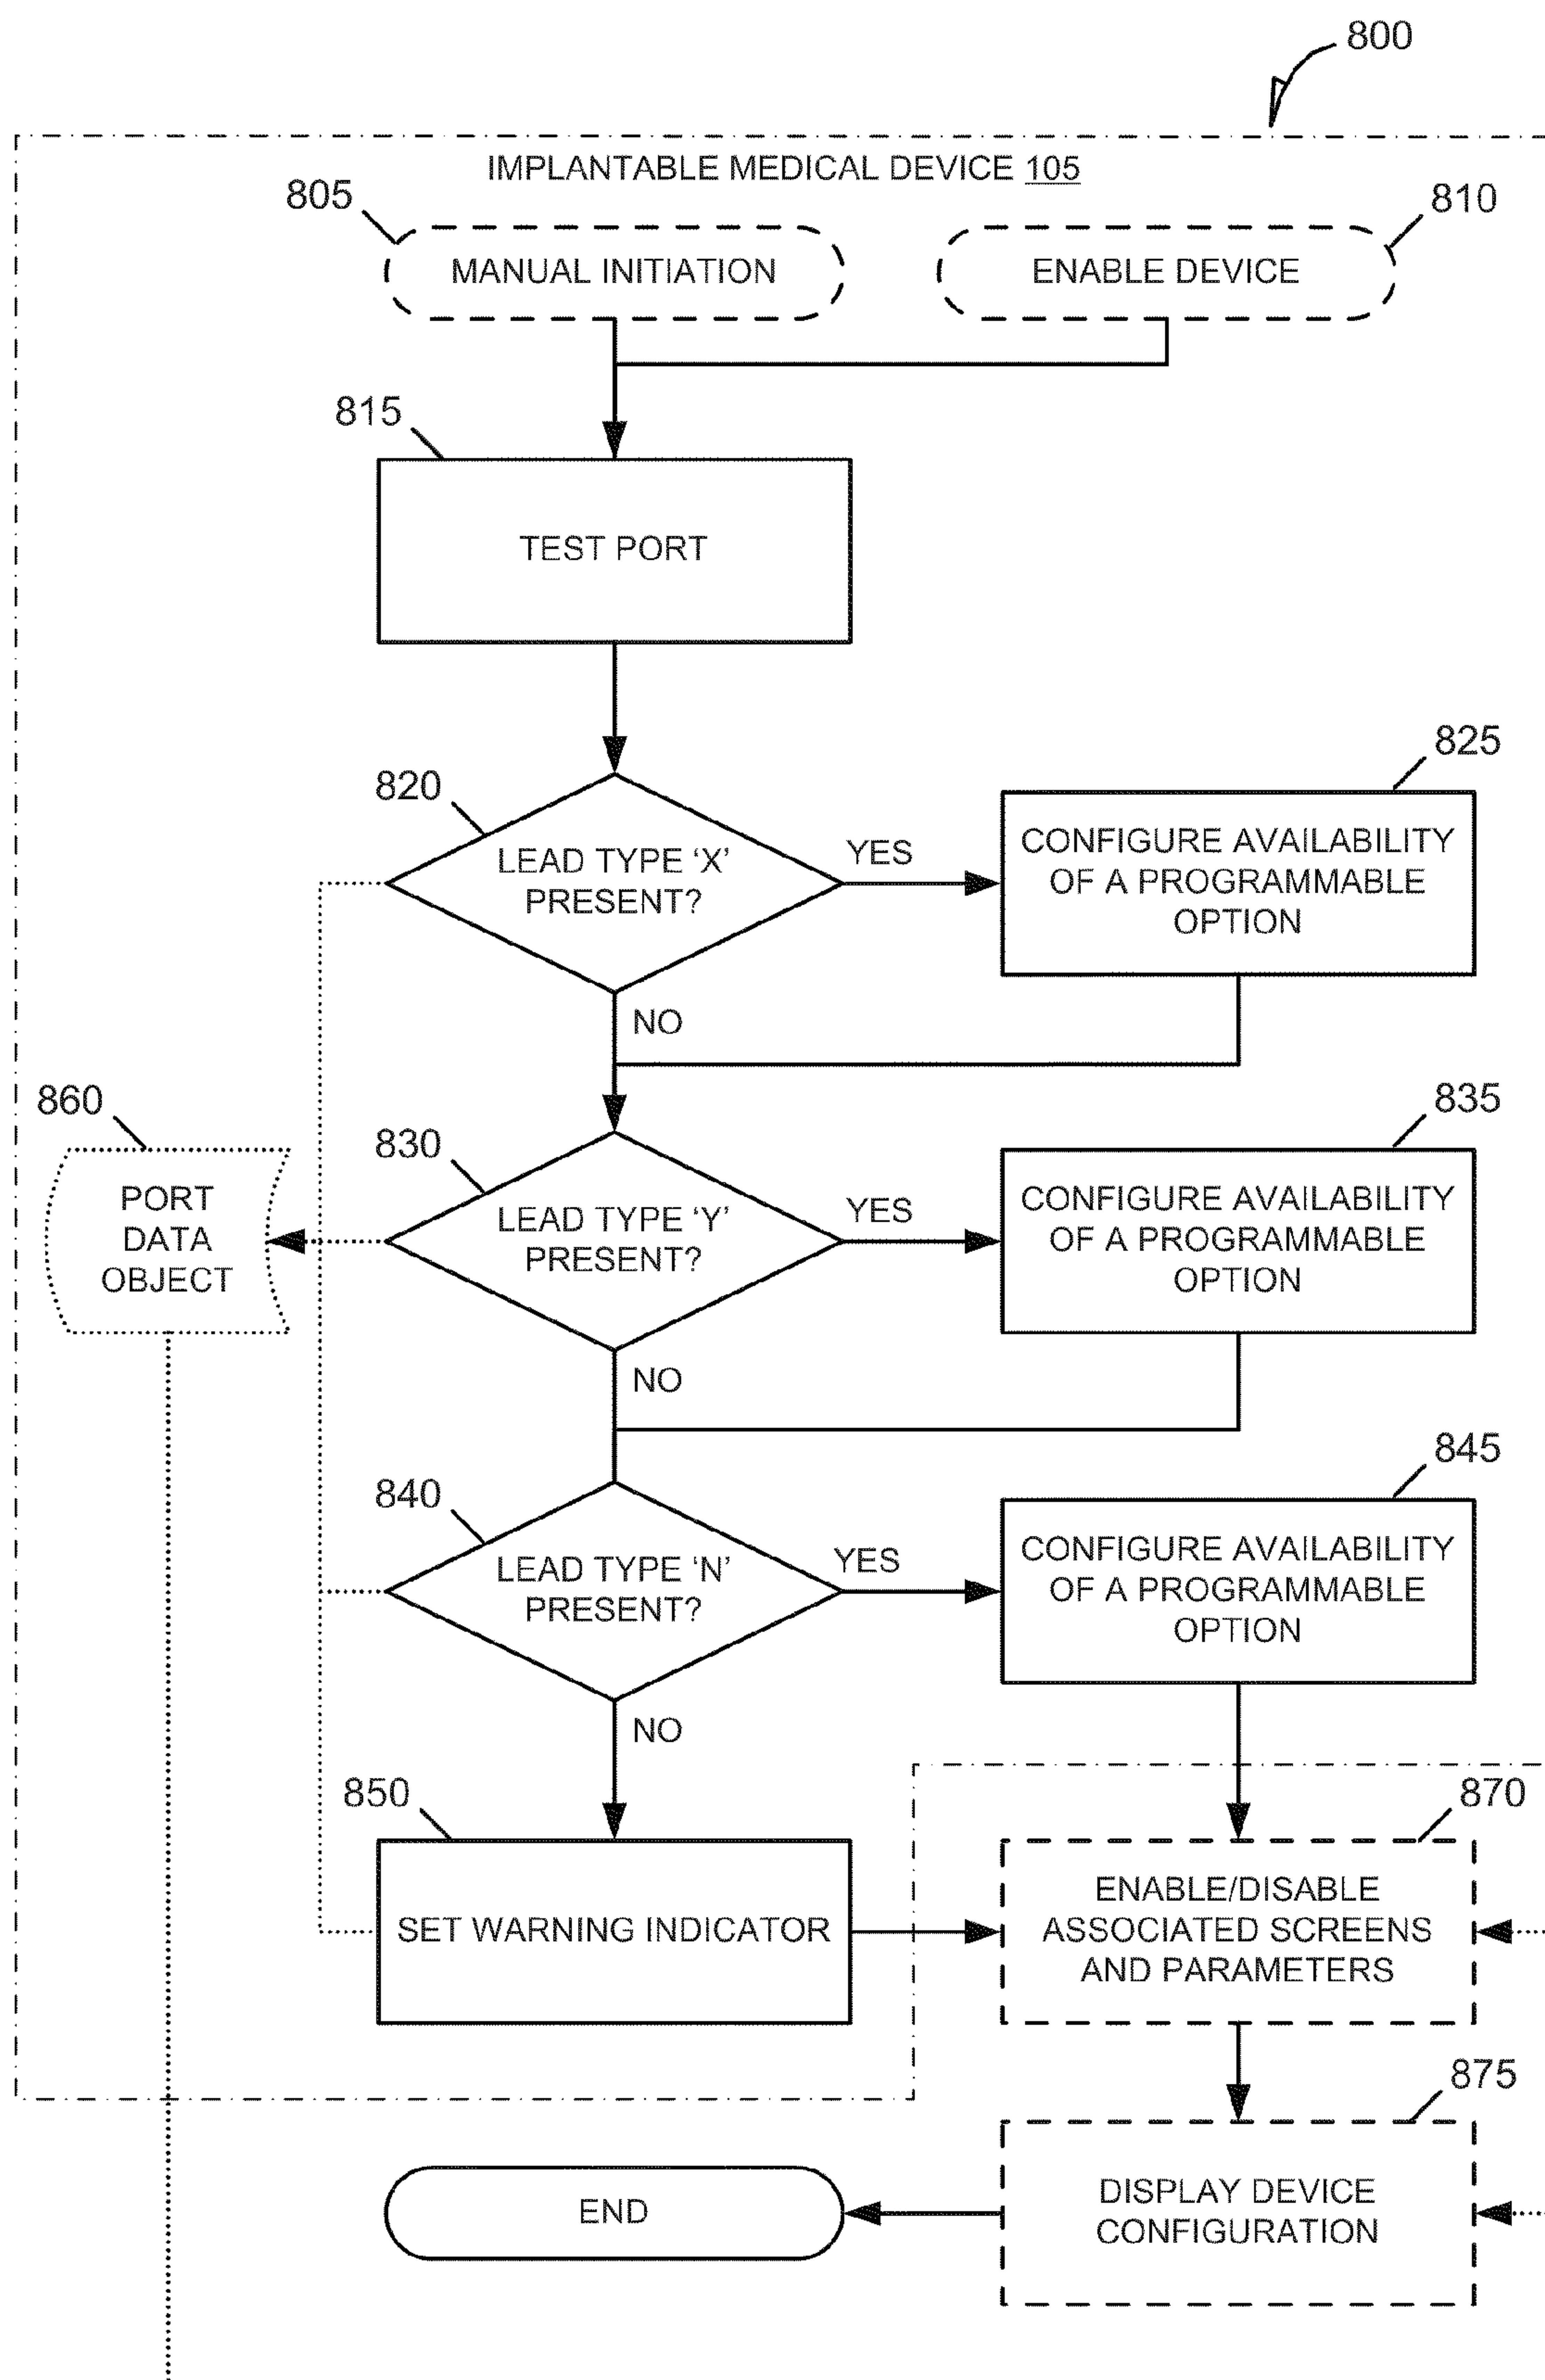 800
IMPLANTABLE MEDICAL DEVICE 105
805
810
MANUAL INITIATION
ENABLE DEVICE
815
TEST PORT
820
825
LEAD TYPE ‘X’
PRESENT?
YES
CONFIGURE AVAILABILITY
OF A PROGRAMMABLE
OPTION
NO
860
830
835
PORT
DATA
OBJECT
LEAD TYPE ‘Y’
PRESENT?
YES
CONFIGURE AVAILABILITY
OF A PROGRAMMABLE
OPTION
NO
840
845
LEAD TYPE ‘N’
PRESENT?
YES
CONFIGURE AVAILABILITY
OF A PROGRAMMABLE
OPTION
NO
850
870
SET WARNING INDICATOR
ENABLE/DISABLE
ASSOCIATED SCREENS
AND PARAMETERS
875
END
DISPLAY DEVICE
CONFIGURATION